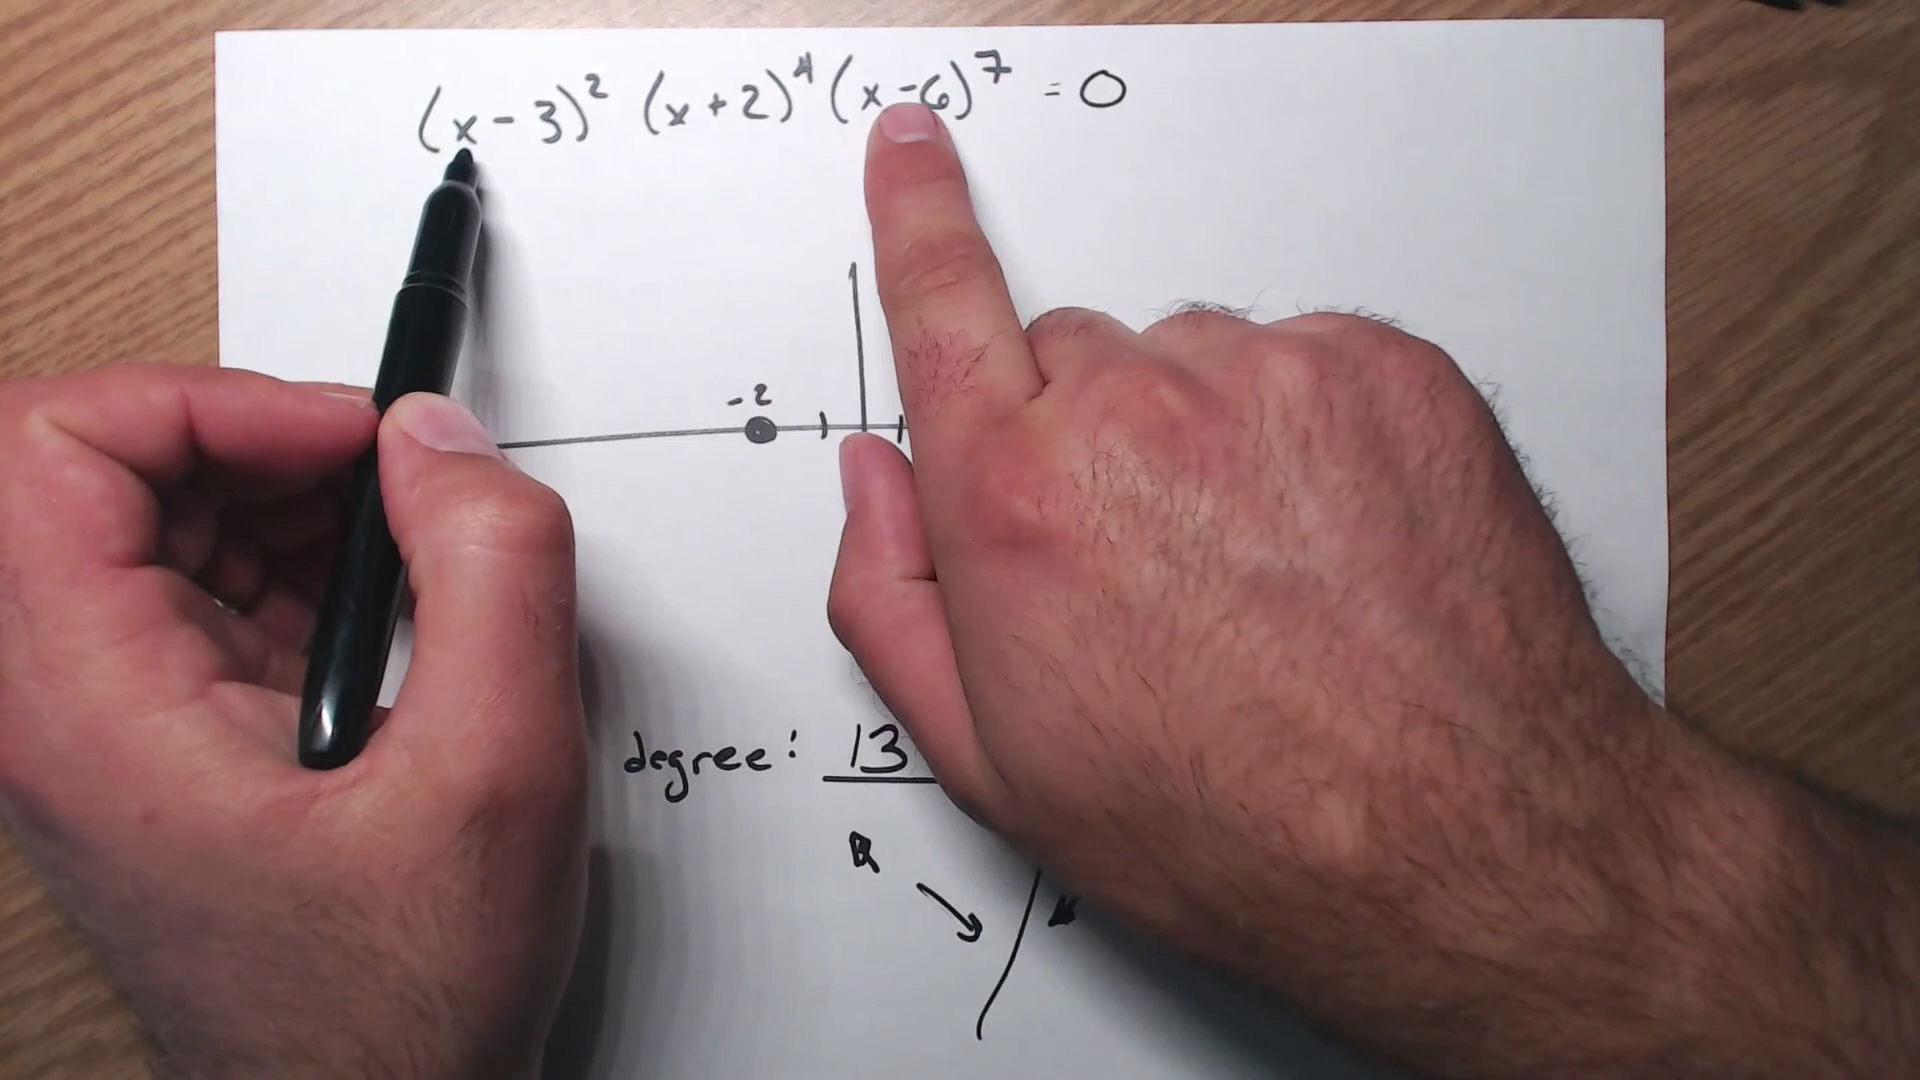 (x-3)² (x+2)⁴ (x-6)⁷ = 0
-2
degree: 13